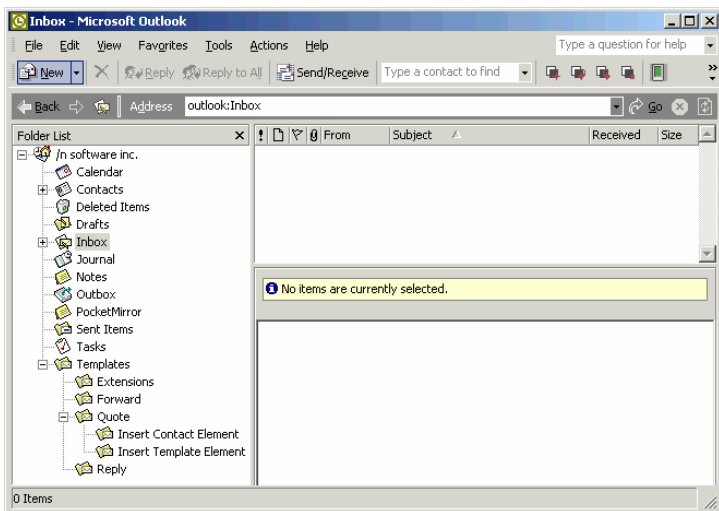 Inbox - Microsoft Outlook
File Edit View Favorites Tools Actions Help Type a question for help
New Reply Reply to All Send/Receive Type a contact to find
Back Address outlook:Inbox Go
Folder List ! From Subject Received Size
/n software inc.
Calendar
Contacts
Deleted Items
Drafts
Inbox
Journal
Notes
No items are currently selected.
Outbox
PocketMirror
Sent Items
Tasks
Templates
Extensions
Forward
Quote
Insert Contact Element
Insert Template Element
Reply
0 Items